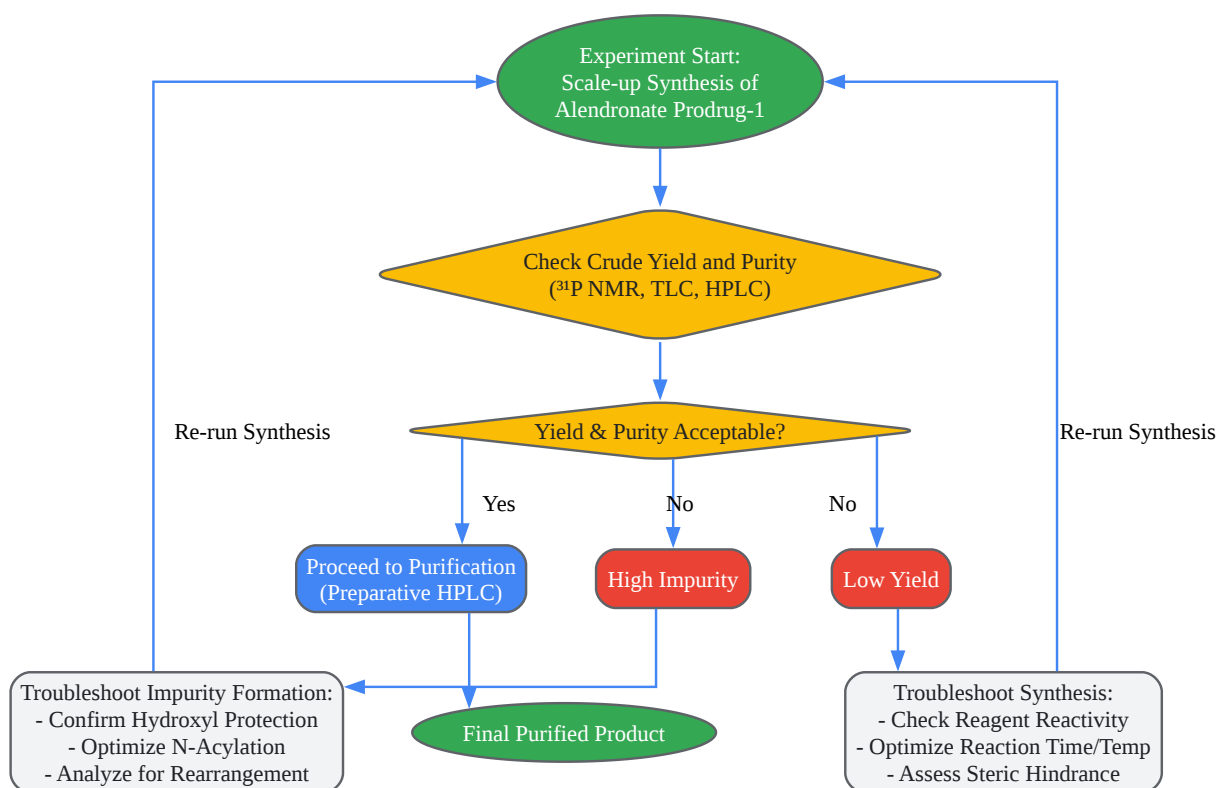 Experiment Start:
Scale-up Synthesis of
Alendronate Prodrug-1
Check Crude Yield and Purity
(³¹P NMR, TLC, HPLC)
Re-run Synthesis
Yield & Purity Acceptable?
Re-run Synthesis
Yes
No
No
Proceed to Purification
(Preparative HPLC)
High Impurity
Low Yield
Troubleshoot Impurity Formation:
- Confirm Hydroxyl Protection
- Optimize N-Acylation
- Analyze for Rearrangement
Final Purified Product
Troubleshoot Synthesis:
- Check Reagent Reactivity
- Optimize Reaction Time/Temp
- Assess Steric Hindrance